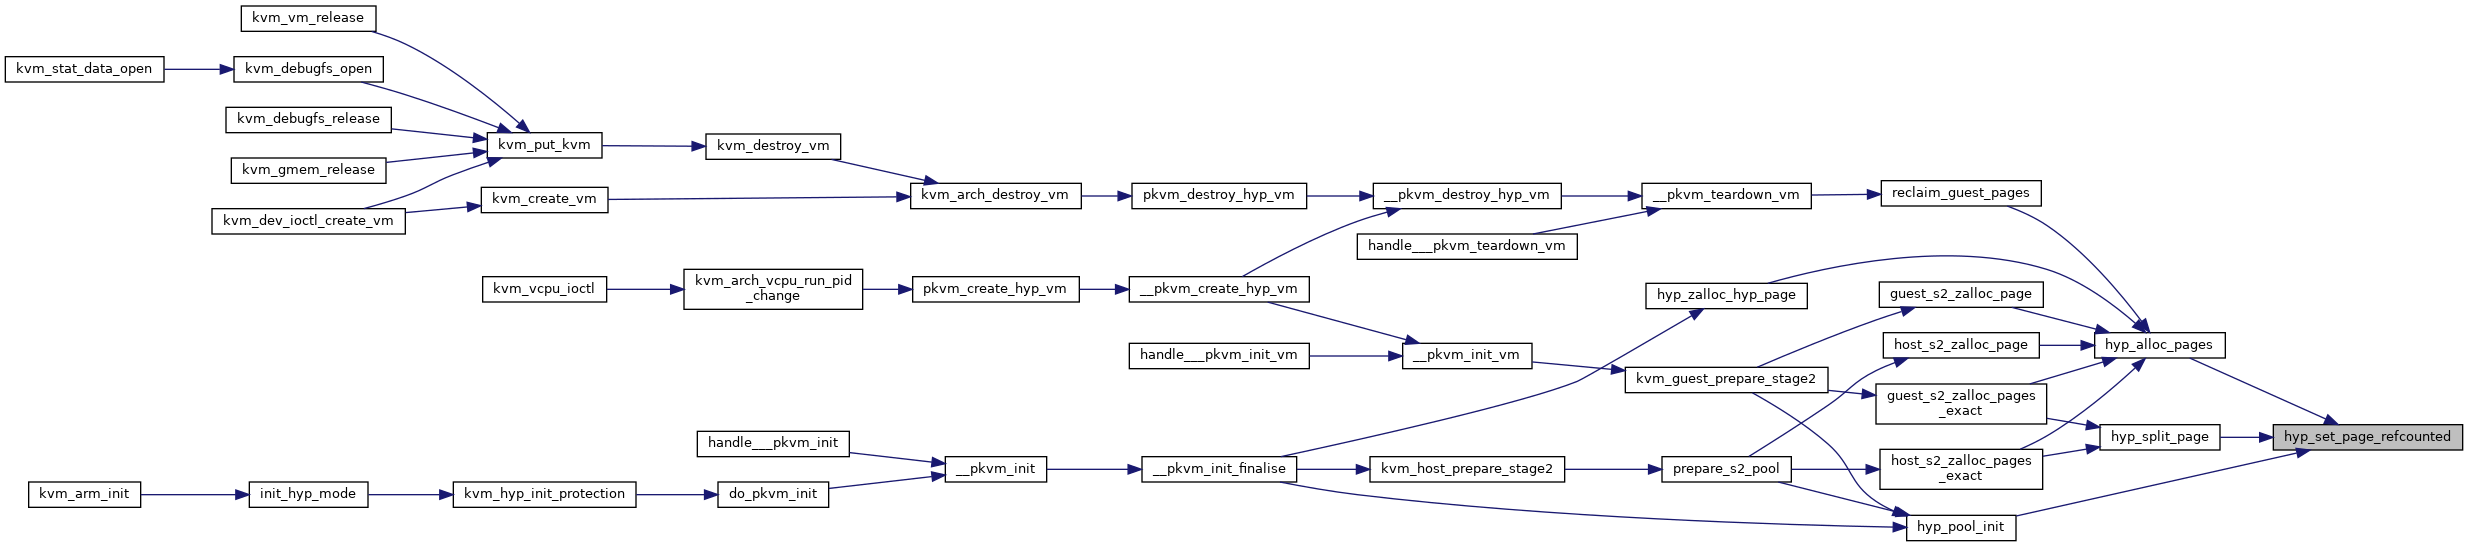 kvm_vm_release
kvm_stat_data_open
kvm_debugfs_open
kvm_debugfs_release
kvm_put_kvm
kvm_destroy_vm
kvm_gmem_release
kvm_create_vm
kvm_dev_ioctl_create_vm
kvm_arch_destroy_vm
pkvm_destroy_hyp_vm
__pkvm_destroy_hyp_vm
__pkvm_teardown_vm
reclaim_guest_pages
handle___pkvm_teardown_vm
kvm_vcpu_ioctl
kvm_arch_vcpu_run_pid
_change
pkvm_create_hyp_vm
__pkvm_create_hyp_vm
hyp_zalloc_hyp_page
guest_s2_zalloc_page
handle___pkvm_init_vm
__pkvm_init_vm
host_s2_zalloc_page
hyp_alloc_pages
kvm_guest_prepare_stage2
guest_s2_zalloc_pages
_exact
handle___pkvm_init
hyp_split_page
hyp_set_page_refcounted
__pkvm_init
__pkvm_init_finalise
kvm_host_prepare_stage2
prepare_s2_pool
host_s2_zalloc_pages
_exact
kvm_arm_init
init_hyp_mode
kvm_hyp_init_protection
do_pkvm_init
hyp_pool_init